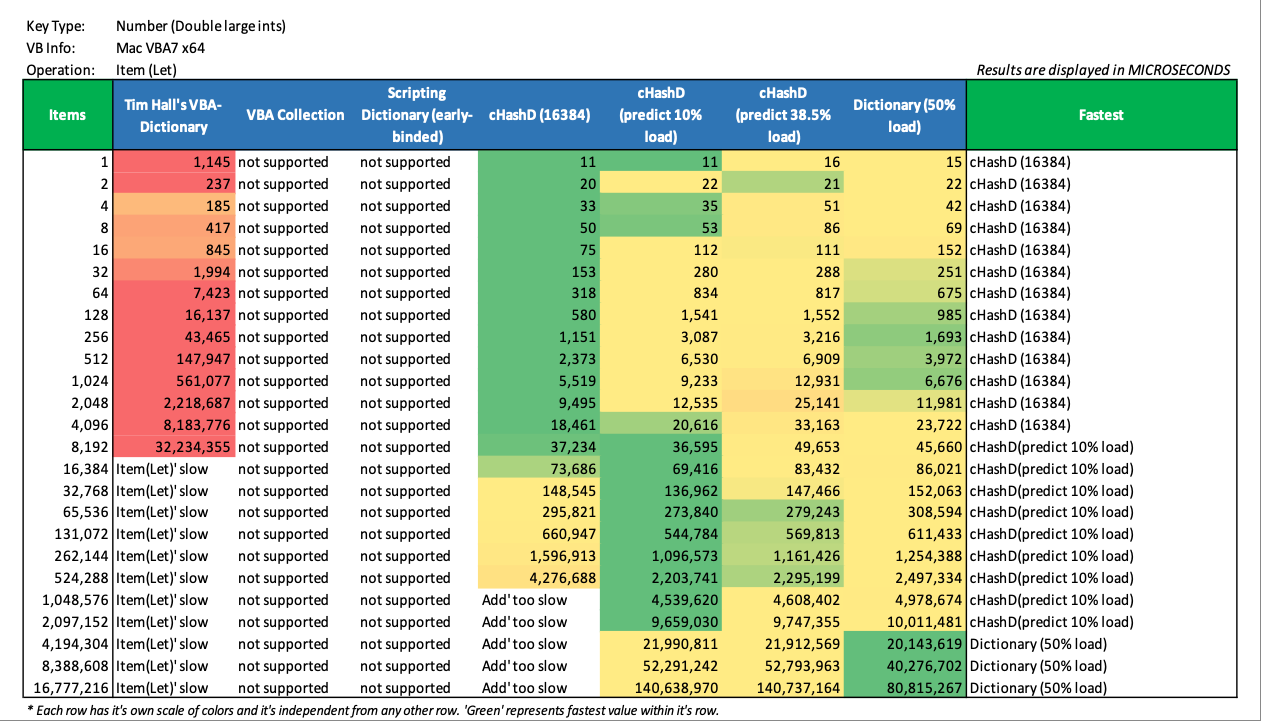 Key Type: Number (Double large ints)
VB Info: Mac VBA7 x64
Operation: Item (Let) Results are displayed in MICROSECONDS
Items Tim Hall's VBA-Dictionary VBA Collection Scripting Dictionary (early-binded) cHashD (16384) cHashD (predict 10% load) cHashD (predict 38.5% load) Dictionary (50% load) Fastest
1 1,145 not supported not supported 11 11 16 15 cHashD (16384)
2 237 not supported not supported 20 22 21 22 cHashD (16384)
4 185 not supported not supported 33 35 51 42 cHashD (16384)
8 417 not supported not supported 50 53 86 69 cHashD (16384)
16 845 not supported not supported 75 112 111 152 cHashD (16384)
32 1,994 not supported not supported 153 280 288 251 cHashD (16384)
64 7,423 not supported not supported 318 834 817 675 cHashD (16384)
128 16,137 not supported not supported 580 1,541 1,552 985 cHashD (16384)
256 43,465 not supported not supported 1,151 3,087 3,216 1,693 cHashD (16384)
512 147,947 not supported not supported 2,373 6,530 6,909 3,972 cHashD (16384)
1,024 561,077 not supported not supported 5,519 9,233 12,931 6,676 cHashD (16384)
2,048 2,218,687 not supported not supported 9,495 12,535 25,141 11,981 cHashD (16384)
4,096 8,183,776 not supported not supported 18,461 20,616 33,163 23,722 cHashD (16384)
8,192 32,234,355 not supported not supported 37,234 36,595 49,653 45,660 cHashD(predict 10% load)
16,384 Item(Let)' slow not supported not supported 73,686 69,416 83,432 86,021 cHashD(predict 10% load)
32,768 Item(Let)' slow not supported not supported 148,545 136,962 147,466 152,063 cHashD(predict 10% load)
65,536 Item(Let)' slow not supported not supported 295,821 273,840 279,243 308,594 cHashD(predict 10% load)
131,072 Item(Let)' slow not supported not supported 660,947 544,784 569,813 611,433 cHashD(predict 10% load)
262,144 Item(Let)' slow not supported not supported 1,596,913 1,096,573 1,161,426 1,254,388 cHashD(predict 10% load)
524,288 Item(Let)' slow not supported not supported 4,276,688 2,203,741 2,295,199 2,497,334 cHashD(predict 10% load)
1,048,576 Item(Let)' slow not supported not supported Add' too slow 4,539,620 4,608,402 4,978,674 cHashD(predict 10% load)
2,097,152 Item(Let)' slow not supported not supported Add' too slow 9,659,030 9,747,355 10,011,481 cHashD(predict 10% load)
4,194,304 Item(Let)' slow not supported not supported Add' too slow 21,990,811 21,912,569 20,143,619 Dictionary (50% load)
8,388,608 Item(Let)' slow not supported not supported Add' too slow 52,291,242 52,793,963 40,276,702 Dictionary (50% load)
16,777,216 Item(Let)' slow not supported not supported Add' too slow 140,638,970 140,737,164 80,815,267 Dictionary (50% load)
* Each row has it's own scale of colors and it's independent from any other row. 'Green' represents fastest value within it's row.